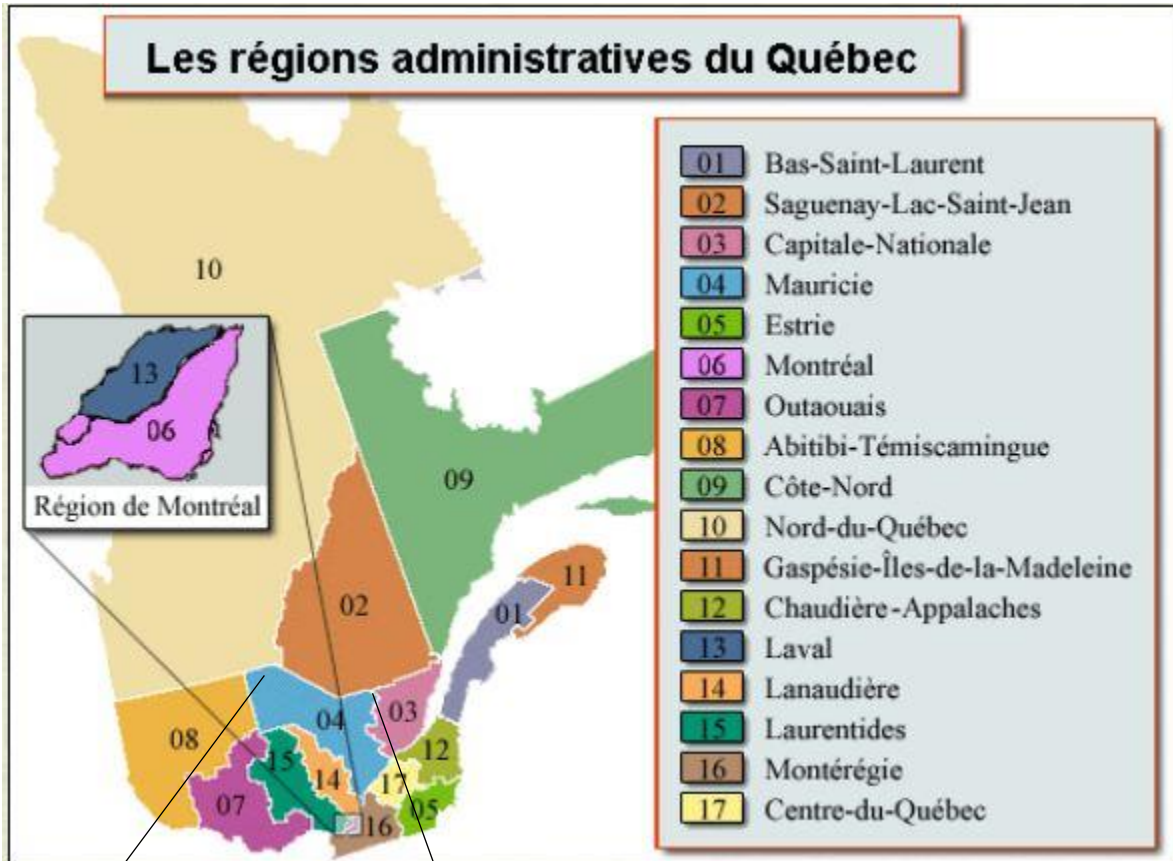 Les régions administratives du Québec
01 Bas-Saint-Laurent
02 Saguenay-Lac-Saint-Jean
03 Capitale-Nationale
04 Mauricie
05 Estrie
06 Montréal
07 Outaouais
08 Abitibi-Témiscamingue
09 Côte-Nord
10 Nord-du-Québec
11 Gaspésie-Îles-de-la-Madeleine
12 Chaudière-Appalaches
13 Laval
14 Lanaudière
15 Laurentides
16 Montérégie
17 Centre-du-Québec
10
13
06
Région de Montréal
09
11
02
01
03
04
08
12
15
14
17
07
05
16